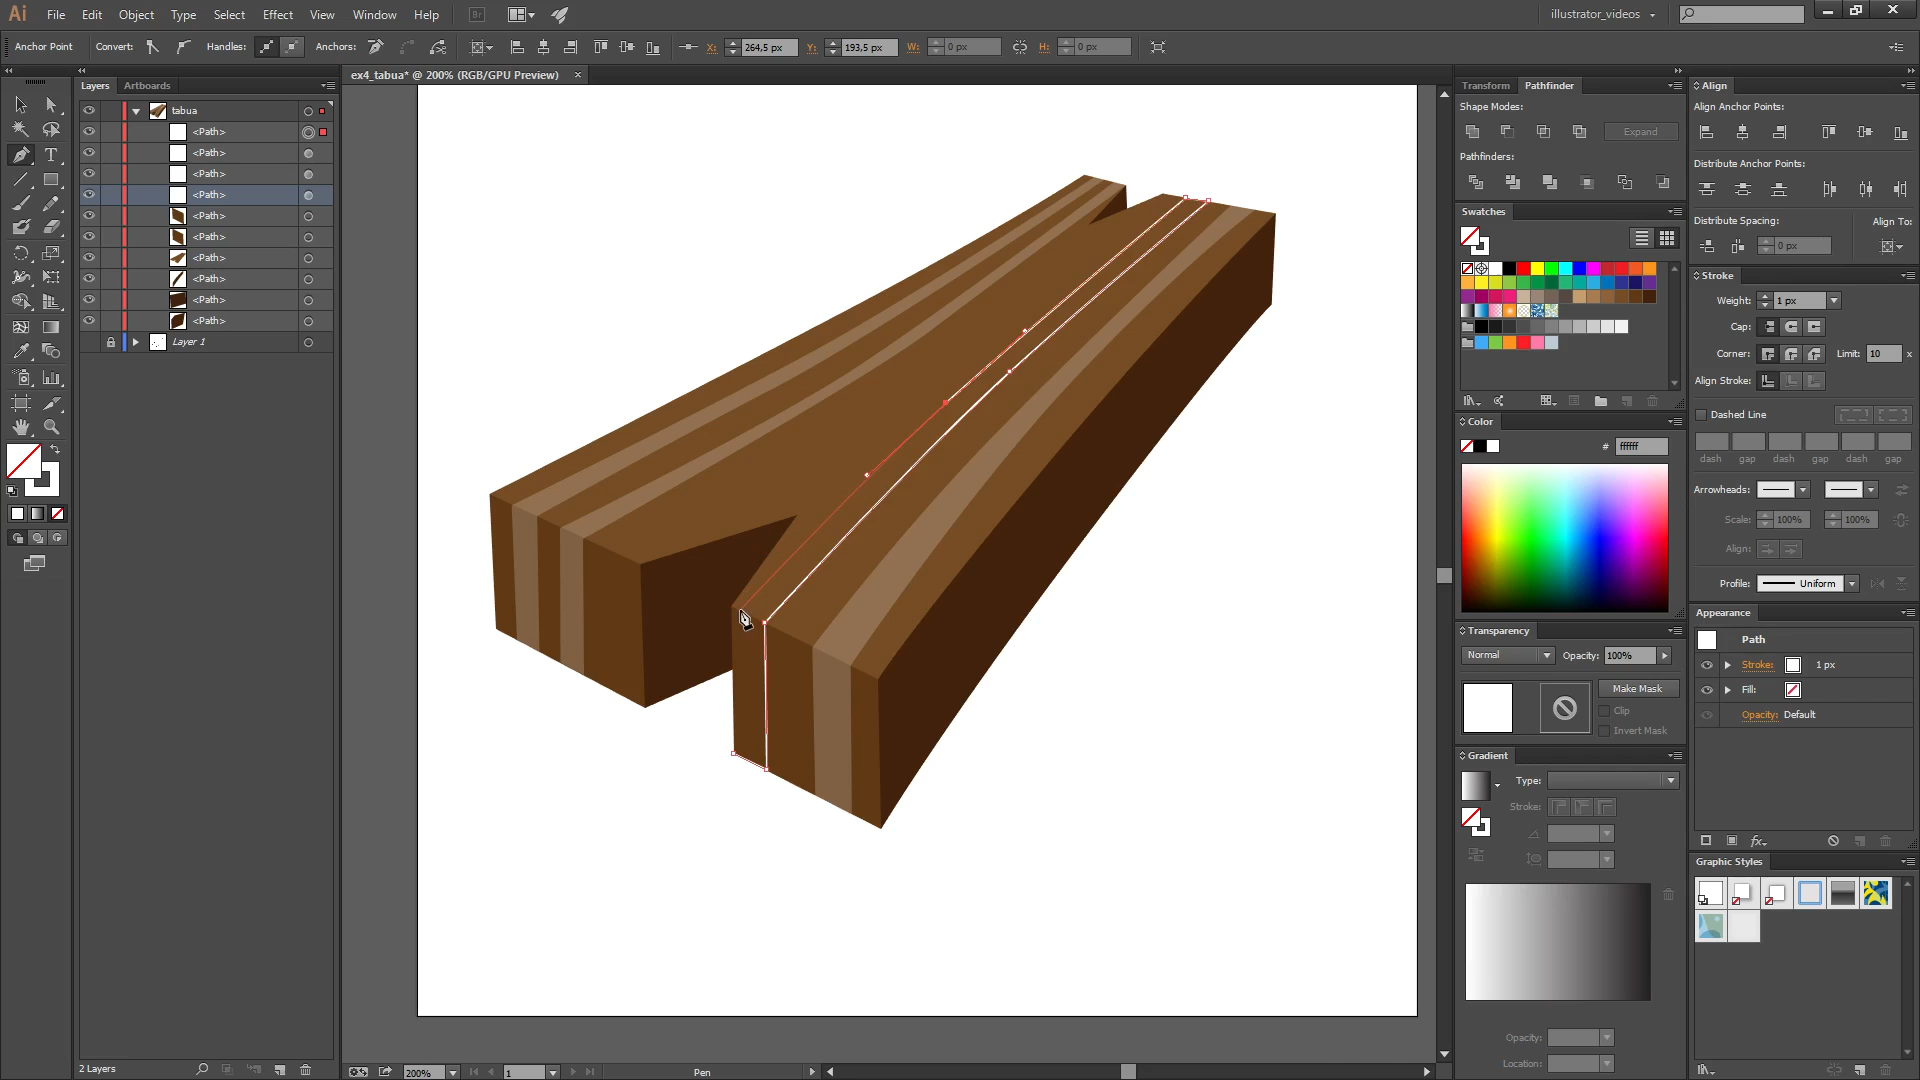 Ai File Edit Object Type Select Effect View Window Help Br illustrator_videos
Anchor Point Convert: Handles: Anchors: X: 264,5 px Y: 193,5 px W: 0 px H: 0 px
Layers Artboards
ex4_tabua* @ 200% (RGB/GPU Preview)
tabua
<Path>
<Path>
<Path>
<Path>
<Path>
<Path>
<Path>
<Path>
<Path>
<Path>
Layer 1
2 Layers
200% 1 Pen
Transform Pathfinder
Shape Modes:
Expand
Pathfinders:
Swatches
Color
# ffffff
Transparency
Normal Opacity: 100%
Make Mask
Clip
Invert Mask
Gradient
Type:
Stroke:
Opacity:
Location:
Align
Align Anchor Points:
Distribute Anchor Points:
Distribute Spacing: Align To:
0 px
Stroke
Weight: 1 px
Cap:
Corner: Limit: 10 x
Align Stroke:
Dashed Line
dash gap dash gap dash gap
Arrowheads:
Scale: 100% 100%
Align:
Profile: Uniform
Appearance
Path
Stroke: 1 px
Fill:
Opacity: Default
Graphic Styles